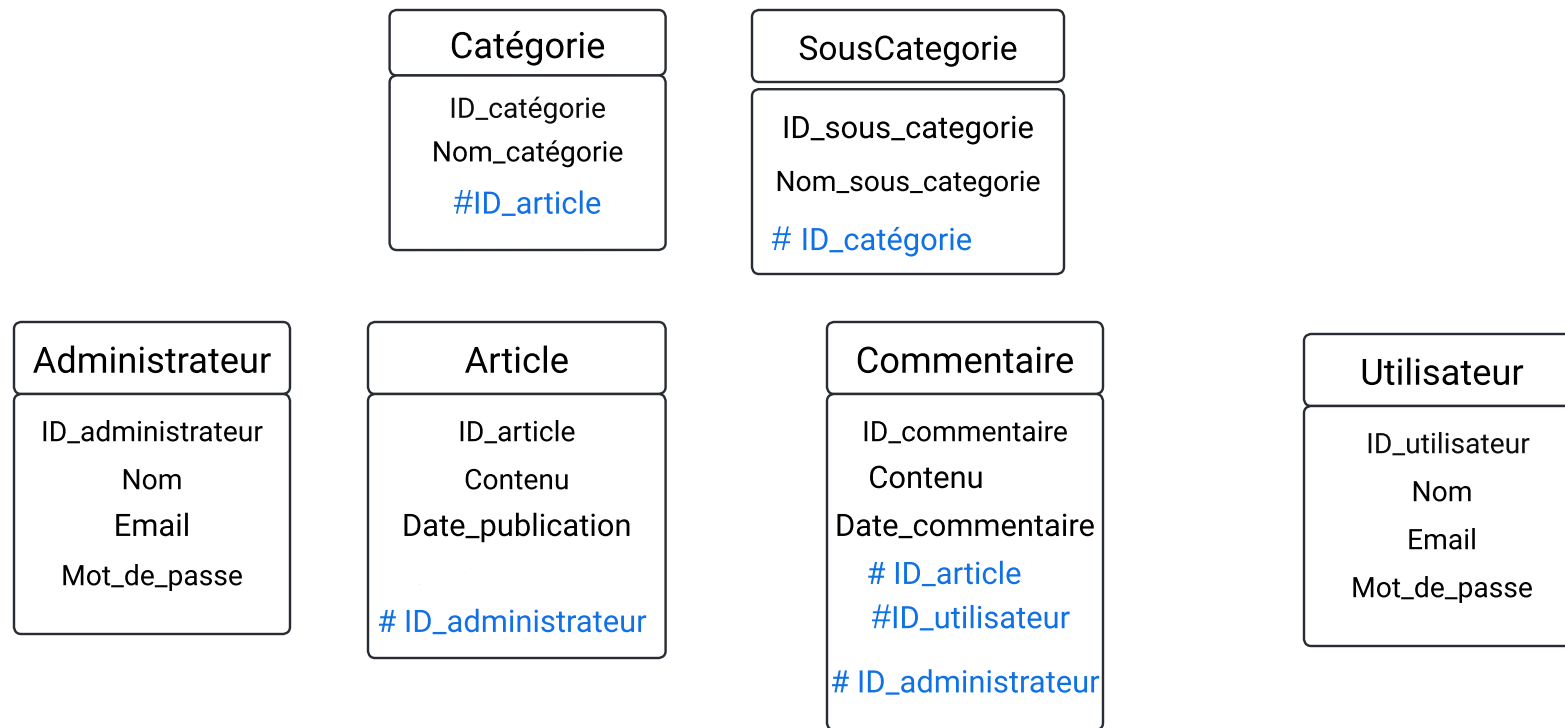 Catégorie
ID_catégorie
Nom_catégorie
#ID_article
SousCategorie
ID_sous_categorie
Nom_sous_categorie
# ID_catégorie
Administrateur
ID_administrateur
Nom
Email
Mot_de_passe
Article
ID_article
Contenu
Date_publication
# ID_administrateur
Commentaire
ID_commentaire
Contenu
Date_commentaire
# ID_article
#ID_utilisateur
# ID_administrateur
Utilisateur
ID_utilisateur
Nom
Email
Mot_de_passe